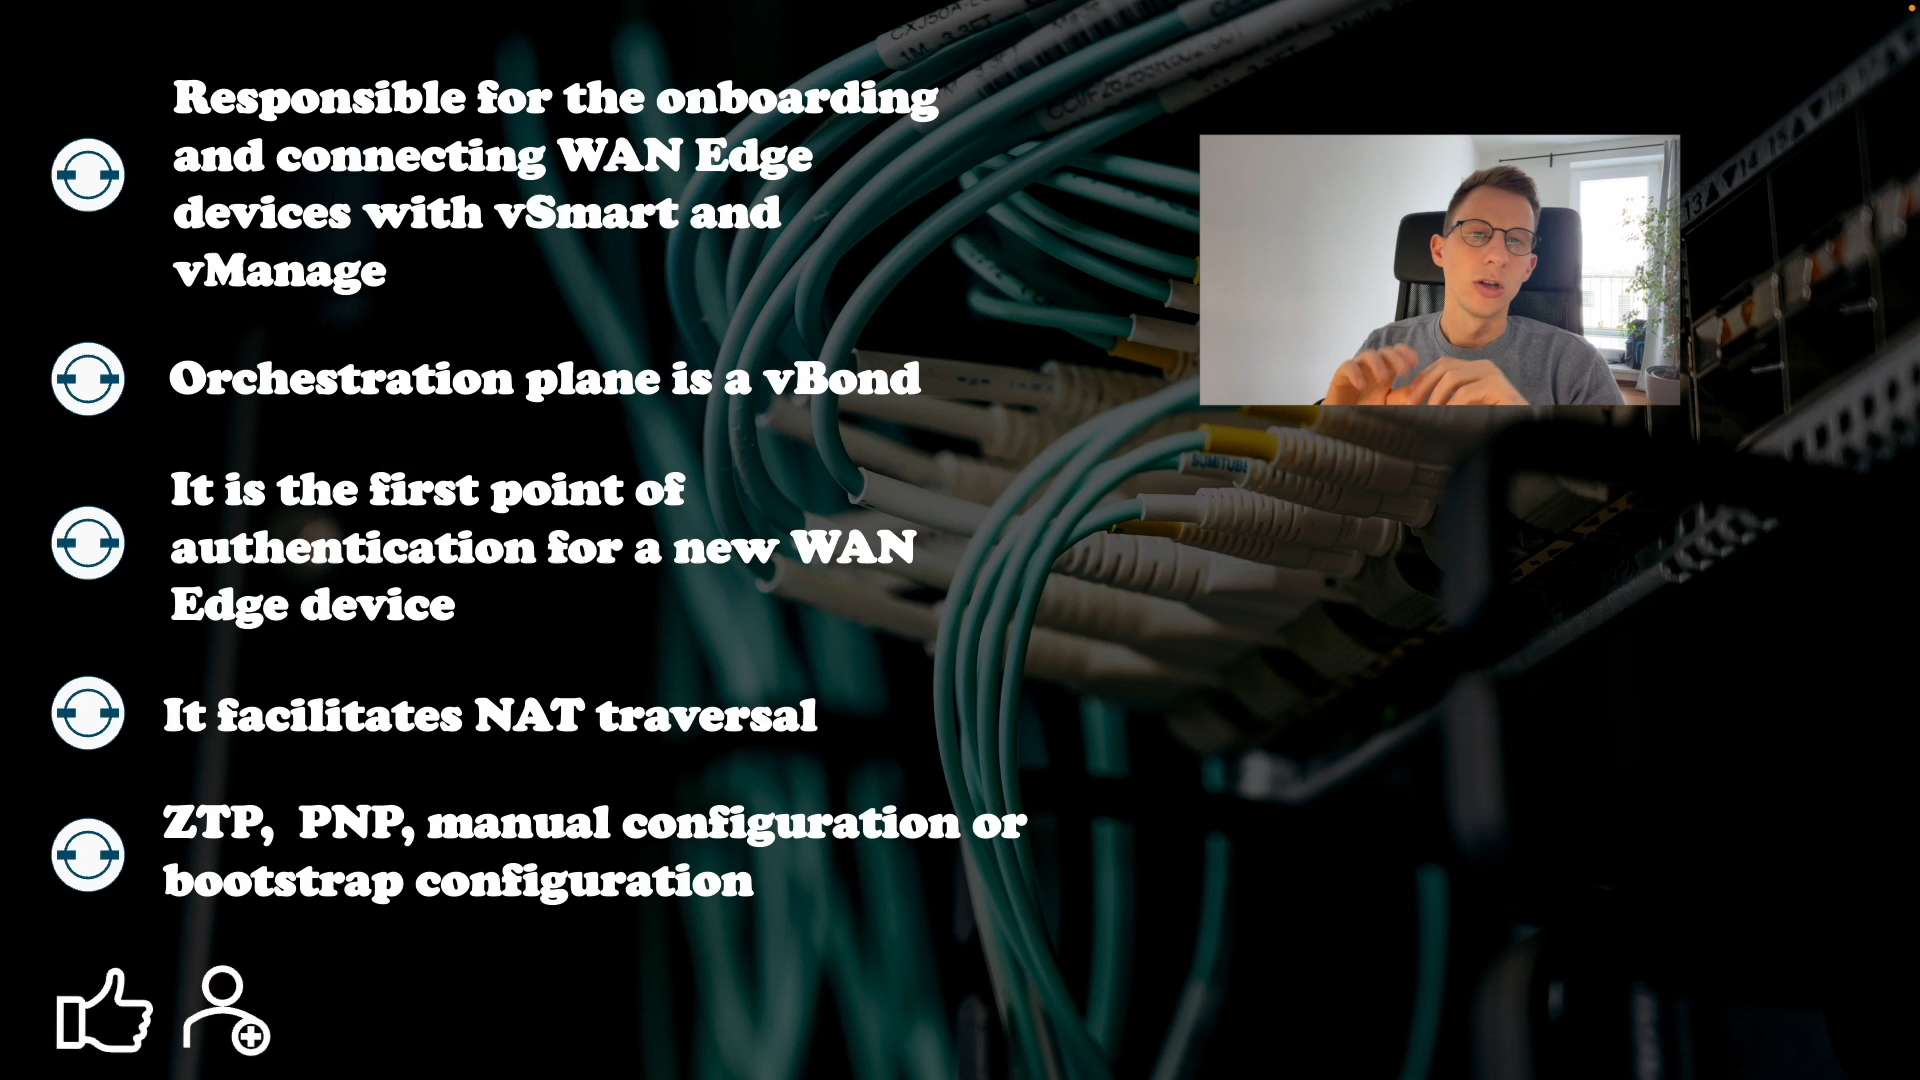 Responsible for the onboarding
and connecting WAN Edge
devices with vSmart and
vManage
Orchestration plane is a vBond
It is the first point of
authentication for a new WAN
Edge device
It facilitates NAT traversal
ZTP,  PNP, manual configuration or
bootstrap configuration
SUMITUBE